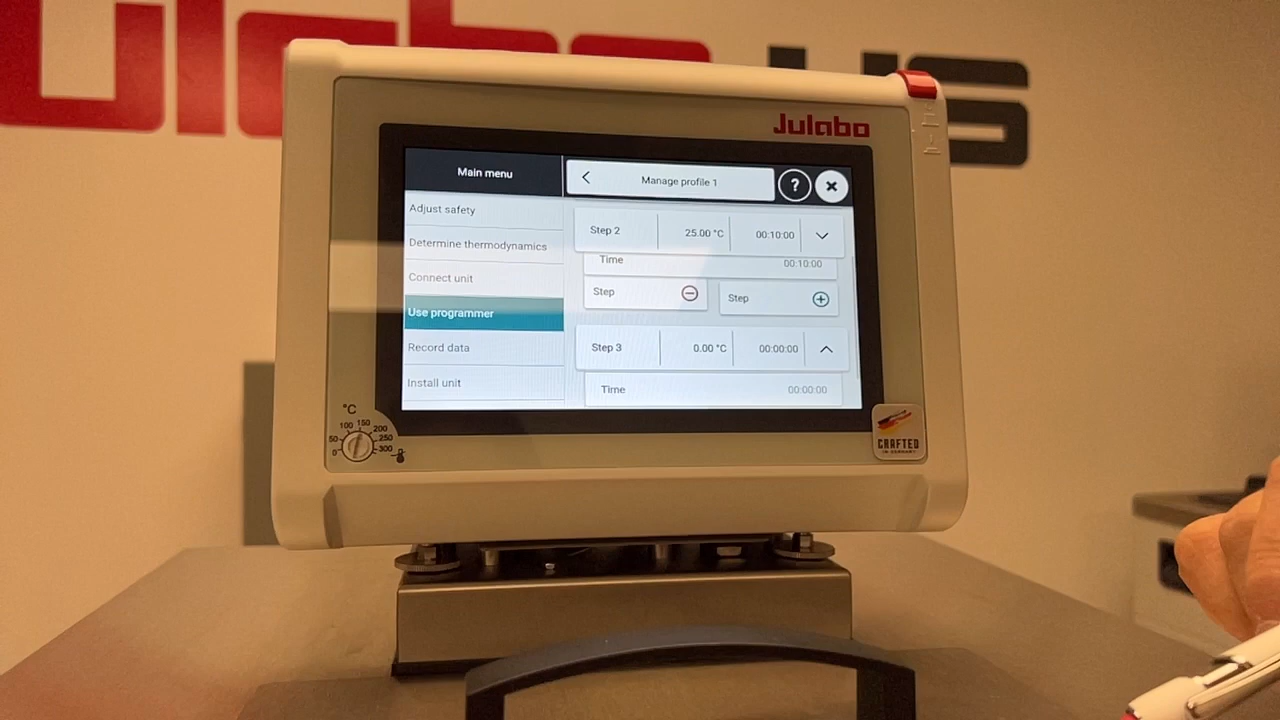 Julabo
Main menu
Manage profile 1
?
Adjust safety
Determine thermodynamics
Connect unit
Use programmer
Record data
Install unit
Step 2 25.00 °C 00:10:00
Time 00:10:00
Step Step
Step 3 0.00 °C 00:00:00
Time 00:00:00
°C
0 50 100 150 200 250 300
CRAFTED
IN GERMANY